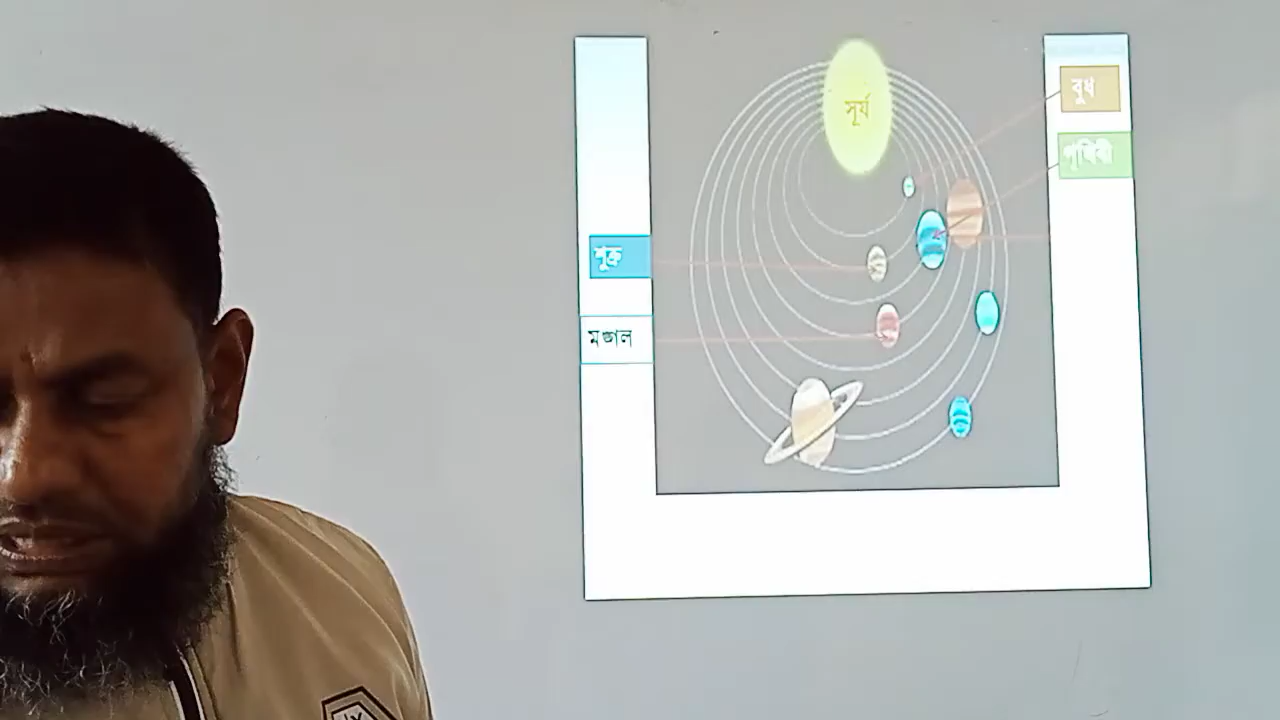 সূর্য
বুধ
পৃথিবী
শুক্র
মঙ্গল